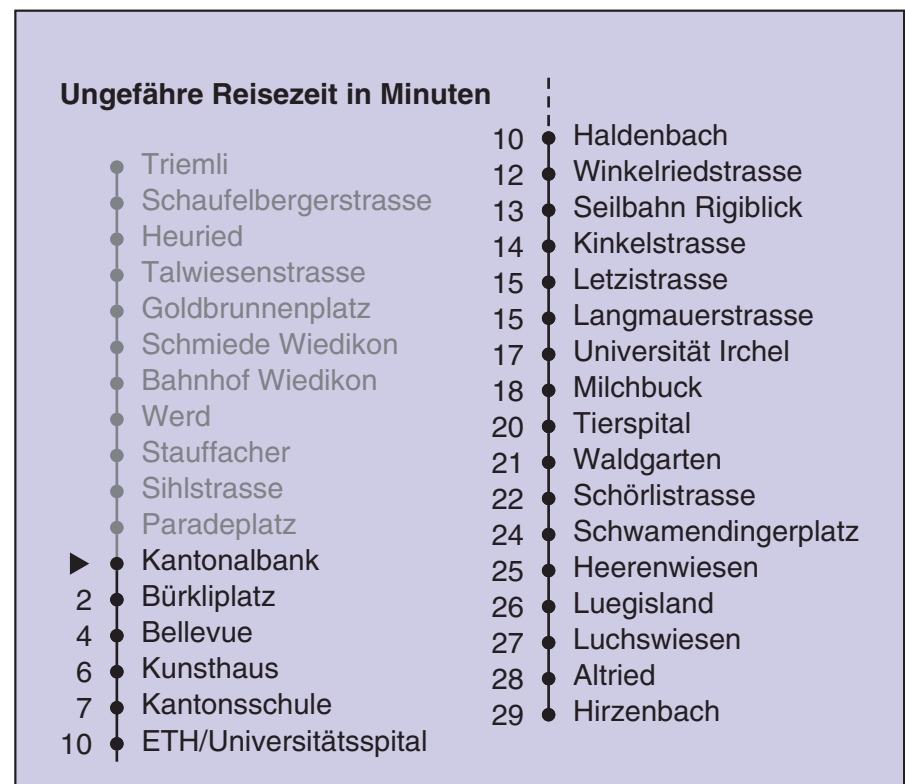 Ungefähre Reisezeit in Minuten
Triemli
Schaufelbergerstrasse
Heuried
Talwiesenstrasse
Goldbrunnenplatz
Schmiede Wiedikon
Bahnhof Wiedikon
Werd
Stauffacher
Sihlstrasse
Paradeplatz
Kantonalbank
2 Bürkliplatz
4 Bellevue
6 Kunsthaus
7 Kantonsschule
10 ETH/Universitätsspital
10 Haldenbach
12 Winkelriedstrasse
13 Seilbahn Rigiblick
14 Kinkelstrasse
15 Letzistrasse
15 Langmauerstrasse
17 Universität Irchel
18 Milchbuck
20 Tierspital
21 Waldgarten
22 Schörlistrasse
24 Schwamendingerplatz
25 Heerenwiesen
26 Luegisland
27 Luchswiesen
28 Altried
29 Hirzenbach